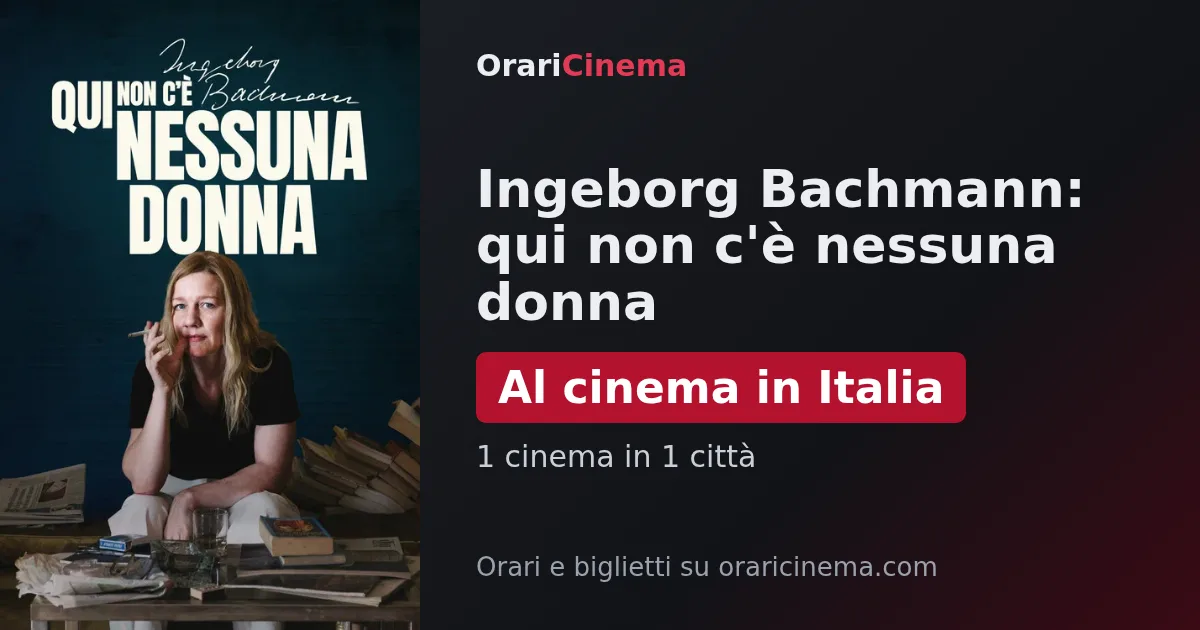 Ingeborg
QUI NON C'È Bachmann
NESSUNA
DONNA
OrariCinema
Ingeborg Bachmann:
qui non c'è nessuna
donna
Al cinema in Italia
1 cinema in 1 città
Orari e biglietti su oraricinema.com